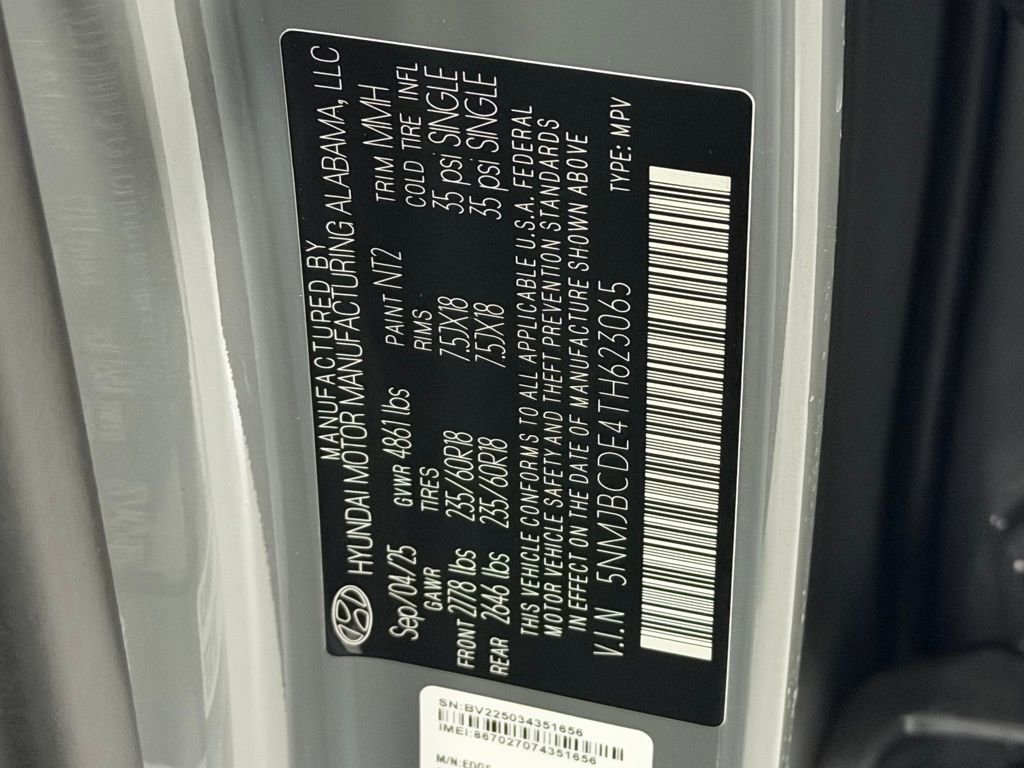 MANUFACTURED BY
HYUNDAI MOTOR MANUFACTURING ALABAMA, LLC
Sep/04/25 GVWR 4861 lbs PAINT NT2 TRIM MMH
GAWR TIRES RIMS COLD TIRE INFL
FRONT 2778 lbs 235/60R18 7.5JX18 35 psi SINGLE
REAR 2646 lbs 235/60R18 7.5JX18 35 psi SINGLE
THIS VEHICLE CONFORMS TO ALL APPLICABLE U.S.A. FEDERAL
MOTOR VEHICLE SAFETY AND THEFT PREVENTION STANDARDS
IN EFFECT ON THE DATE OF MANUFACTURE SHOWN ABOVE
V.I.N 5NMJBCDE4TH623065 TYPE: MPV
SN:BV225034351656
IMEI:867027074351656
M/N:EDGE